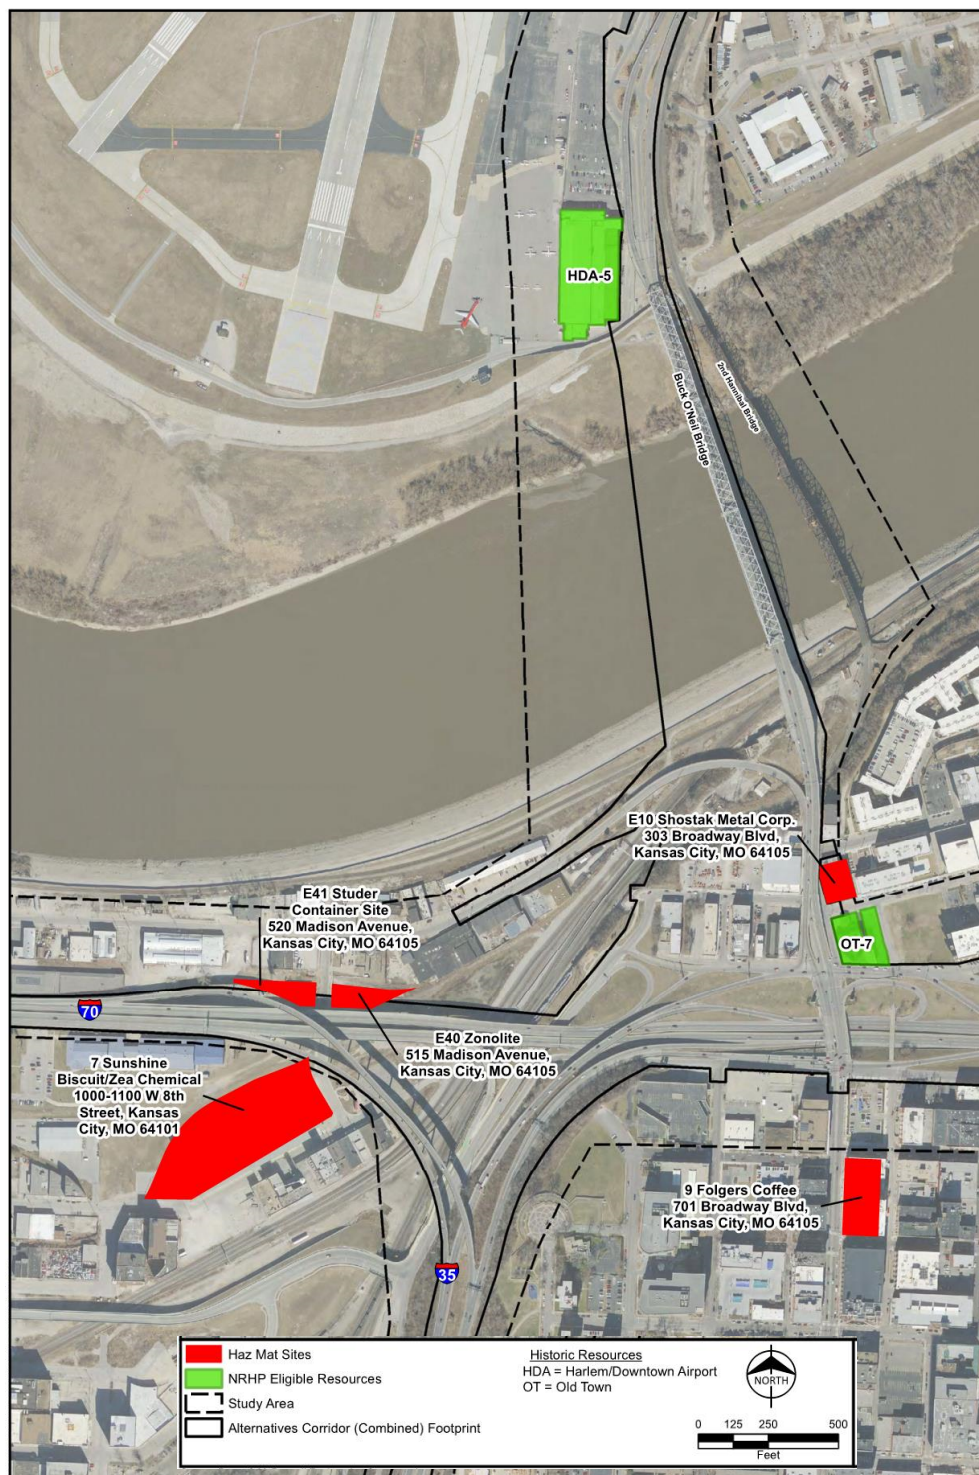 HDA-5
Buck O'Neil Bridge
2nd Hannibal Bridge
E10 Shostak Metal Corp.
303 Broadway Blvd,
Kansas City, MO 64105
E41 Studer
Container Site
520 Madison Avenue,
Kansas City, MO 64105
OT-7
70
E40 Zonolite
515 Madison Avenue,
Kansas City, MO 64105
7 Sunshine
Biscuit/Zea Chemical
1000-1100 W 8th
Street, Kansas
City, MO 64101
9 Folgers Coffee
701 Broadway Blvd,
Kansas City, MO 64105
35
Haz Mat Sites
NRHP Eligible Resources
Study Area
Alternatives Corridor (Combined) Footprint
Historic Resources
HDA = Harlem/Downtown Airport
OT = Old Town
NORTH
0 125 250 500
Feet